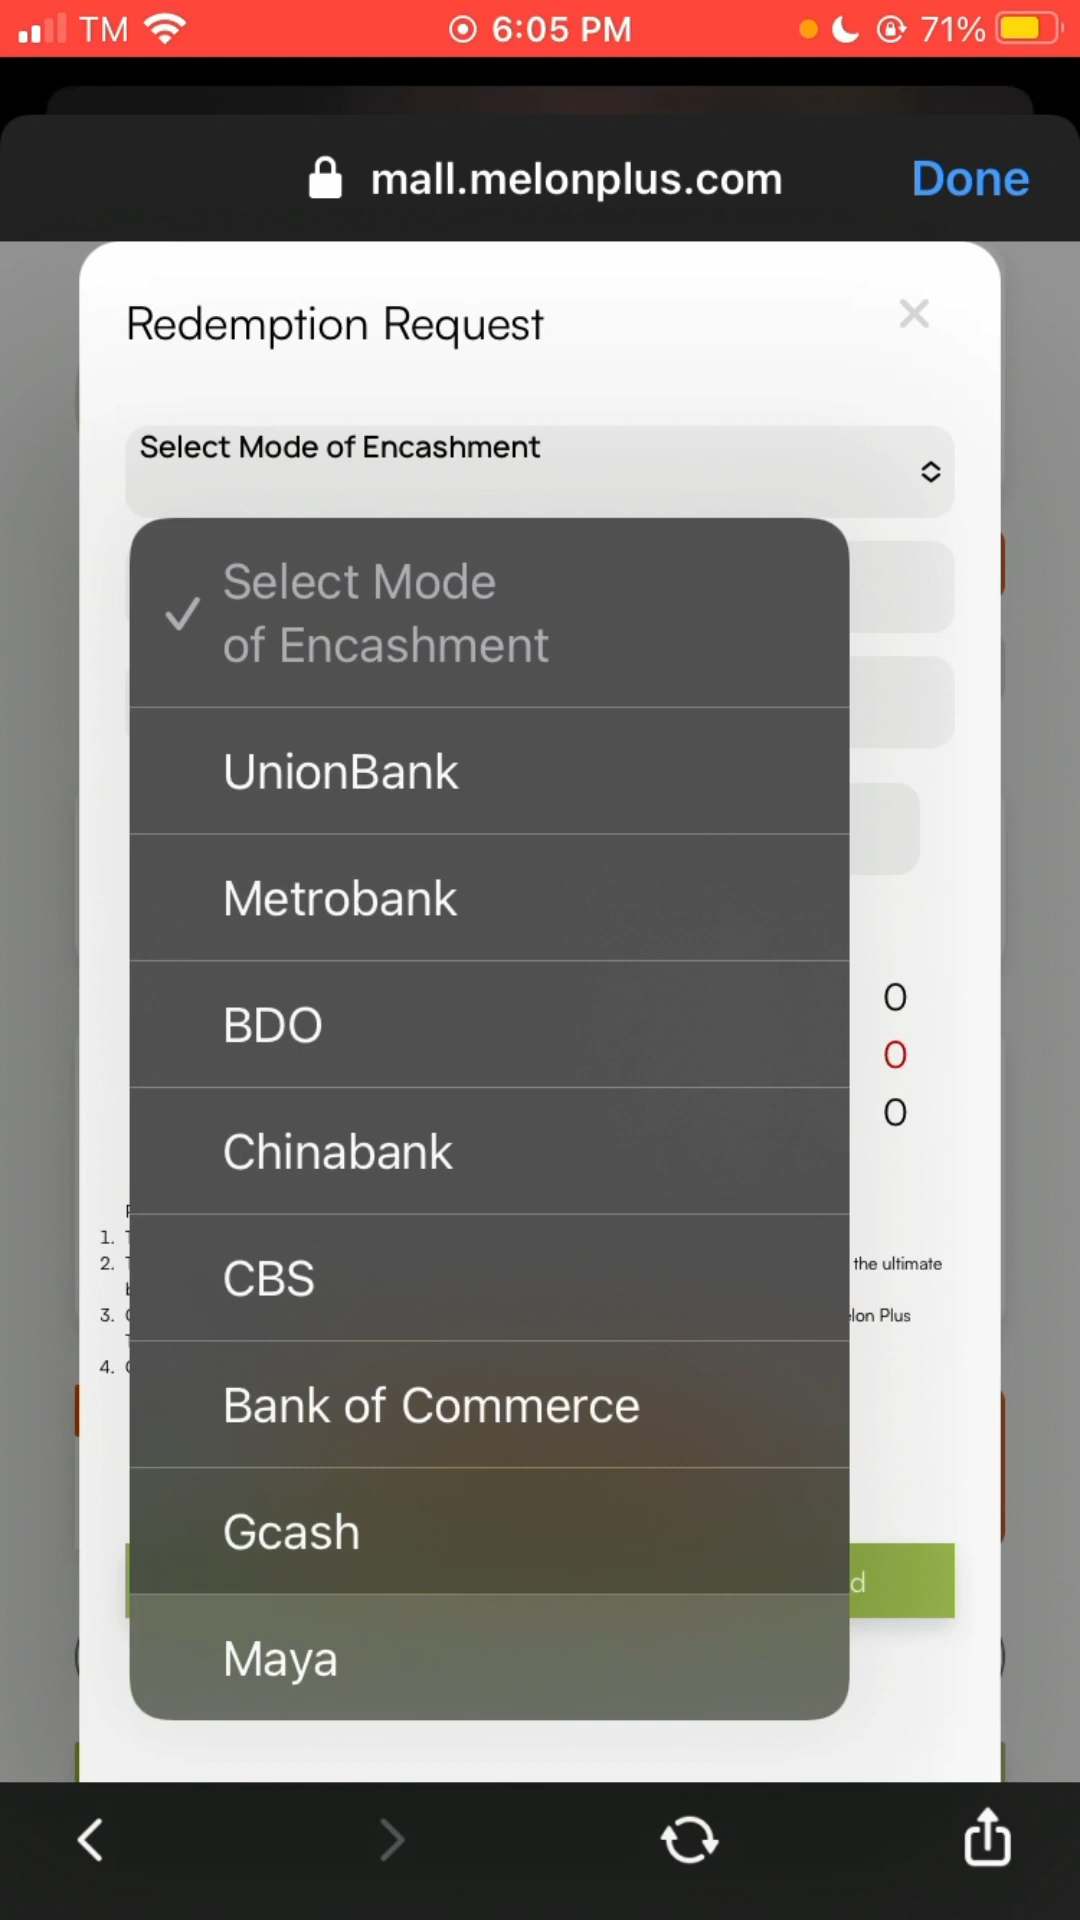 TM 6:05 PM 71%
mall.melonplus.com Done
Redemption Request
Select Mode of Encashment
Select Mode
of Encashment
UnionBank
Metrobank
BDO
0
0
0
Chinabank
1.
2. the ultimate
CBS
3. lon Plus
4.
Bank of Commerce
Gcash
d
Maya